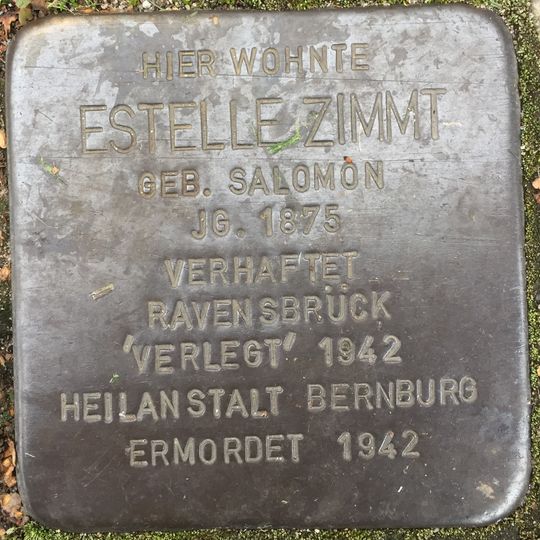 HIER WOHNTE
ESTELLE ZIMMT
GEB. SALOMON
JG. 1875
VERHAFTET
RAVENSBRÜCK
'VERLEGT' 1942
HEILANSTALT BERNBURG
ERMORDET 1942